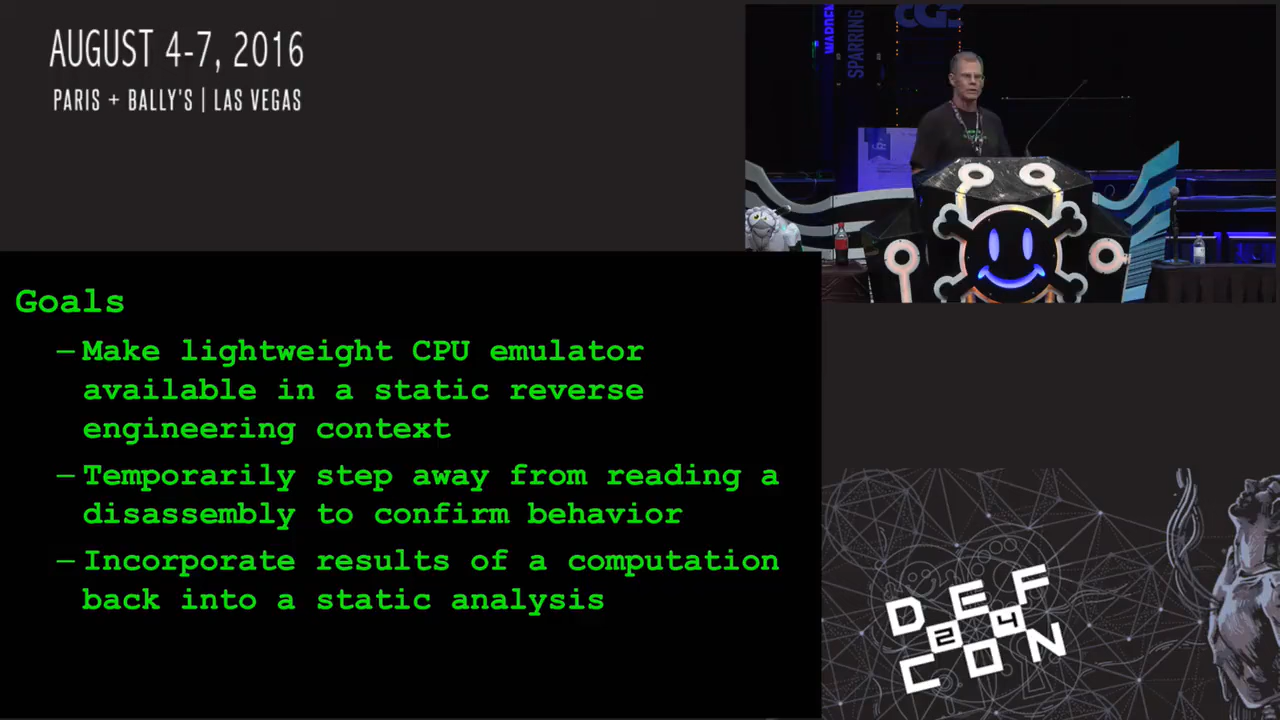 AUGUST 4-7, 2016
PARIS + BALLY'S | LAS VEGAS
SPARRING
Goals
– Make lightweight CPU emulator
available in a static reverse
engineering context
– Temporarily step away from reading a
disassembly to confirm behavior
– Incorporate results of a computation
back into a static analysis
DEF
24
CON